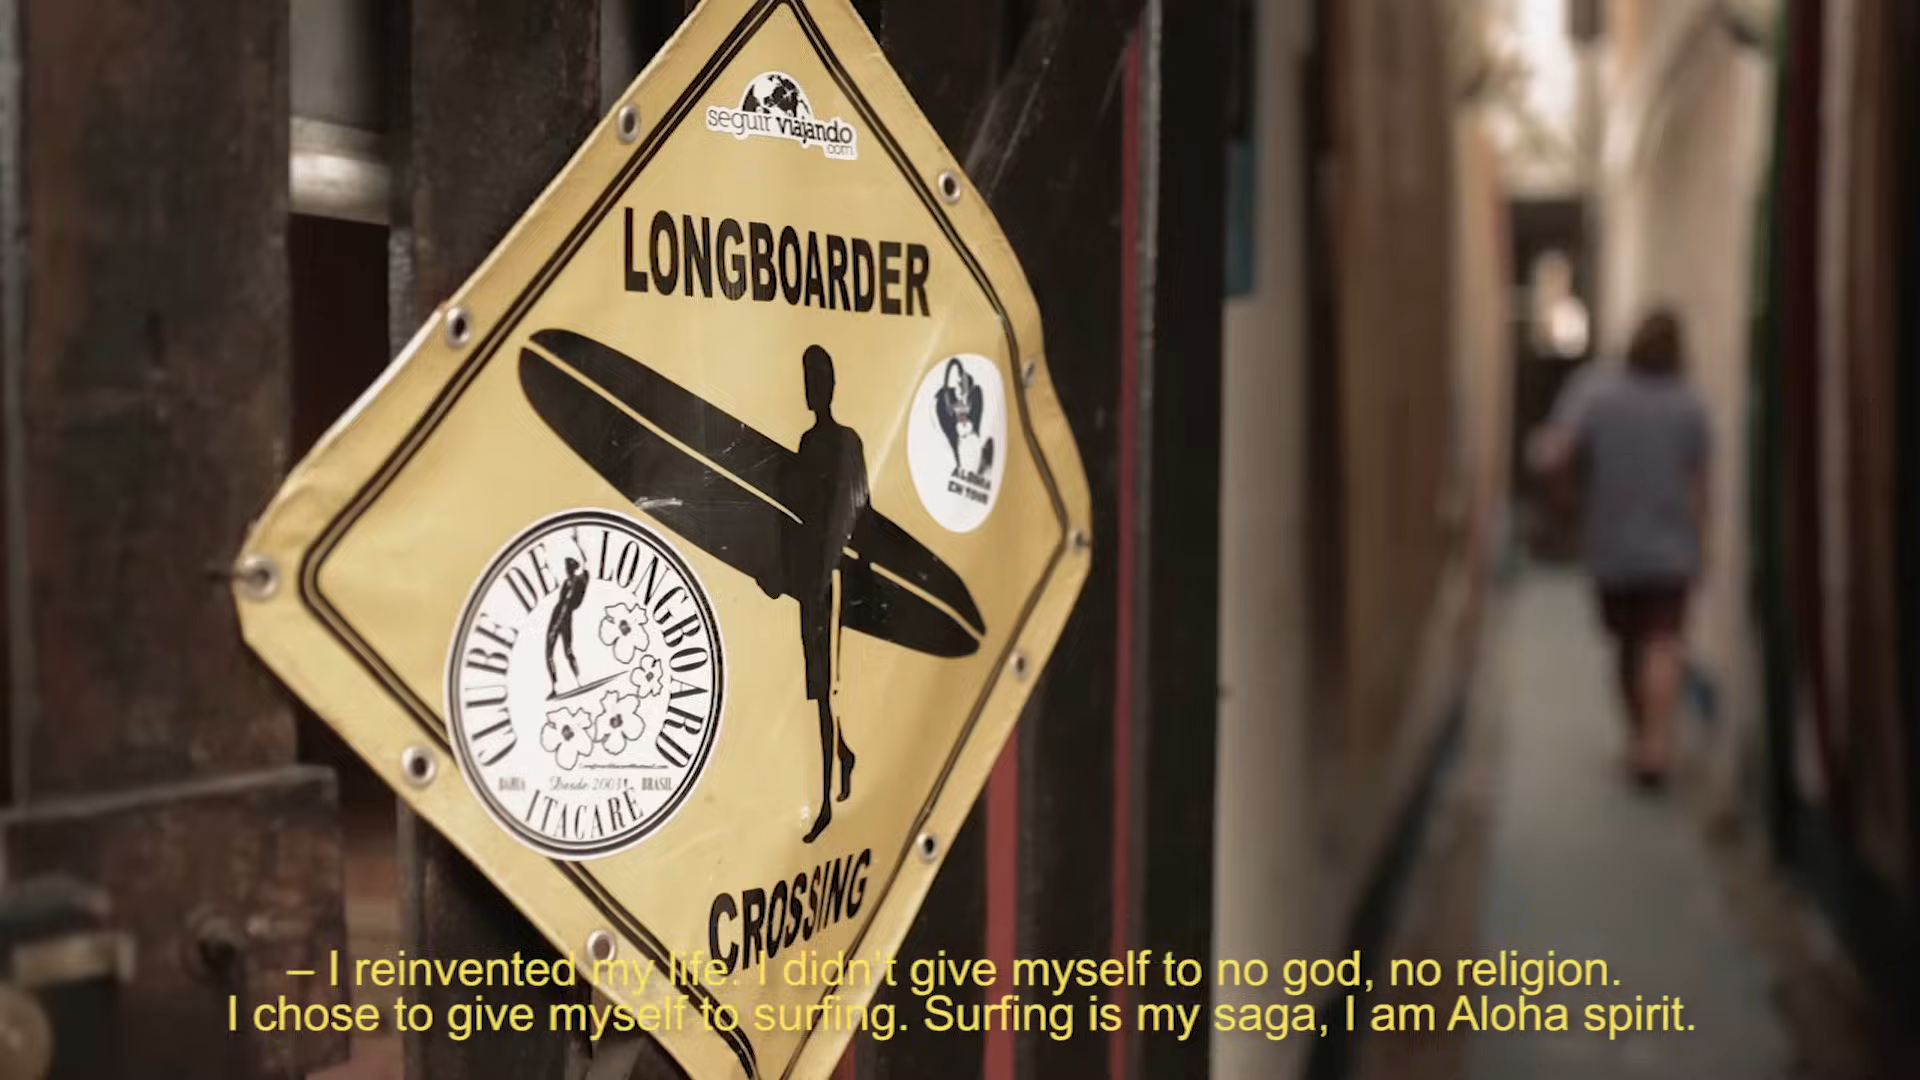 seguir viajando
.com
LONGBOARDER
CLUBE DE LONGBOARD
BAHIA Desde 2003 BRASIL
ITACARÉ
CROSSING
– I reinvented my life. I didn't give myself to no god, no religion.
I chose to give myself to surfing. Surfing is my saga, I am Aloha spirit.